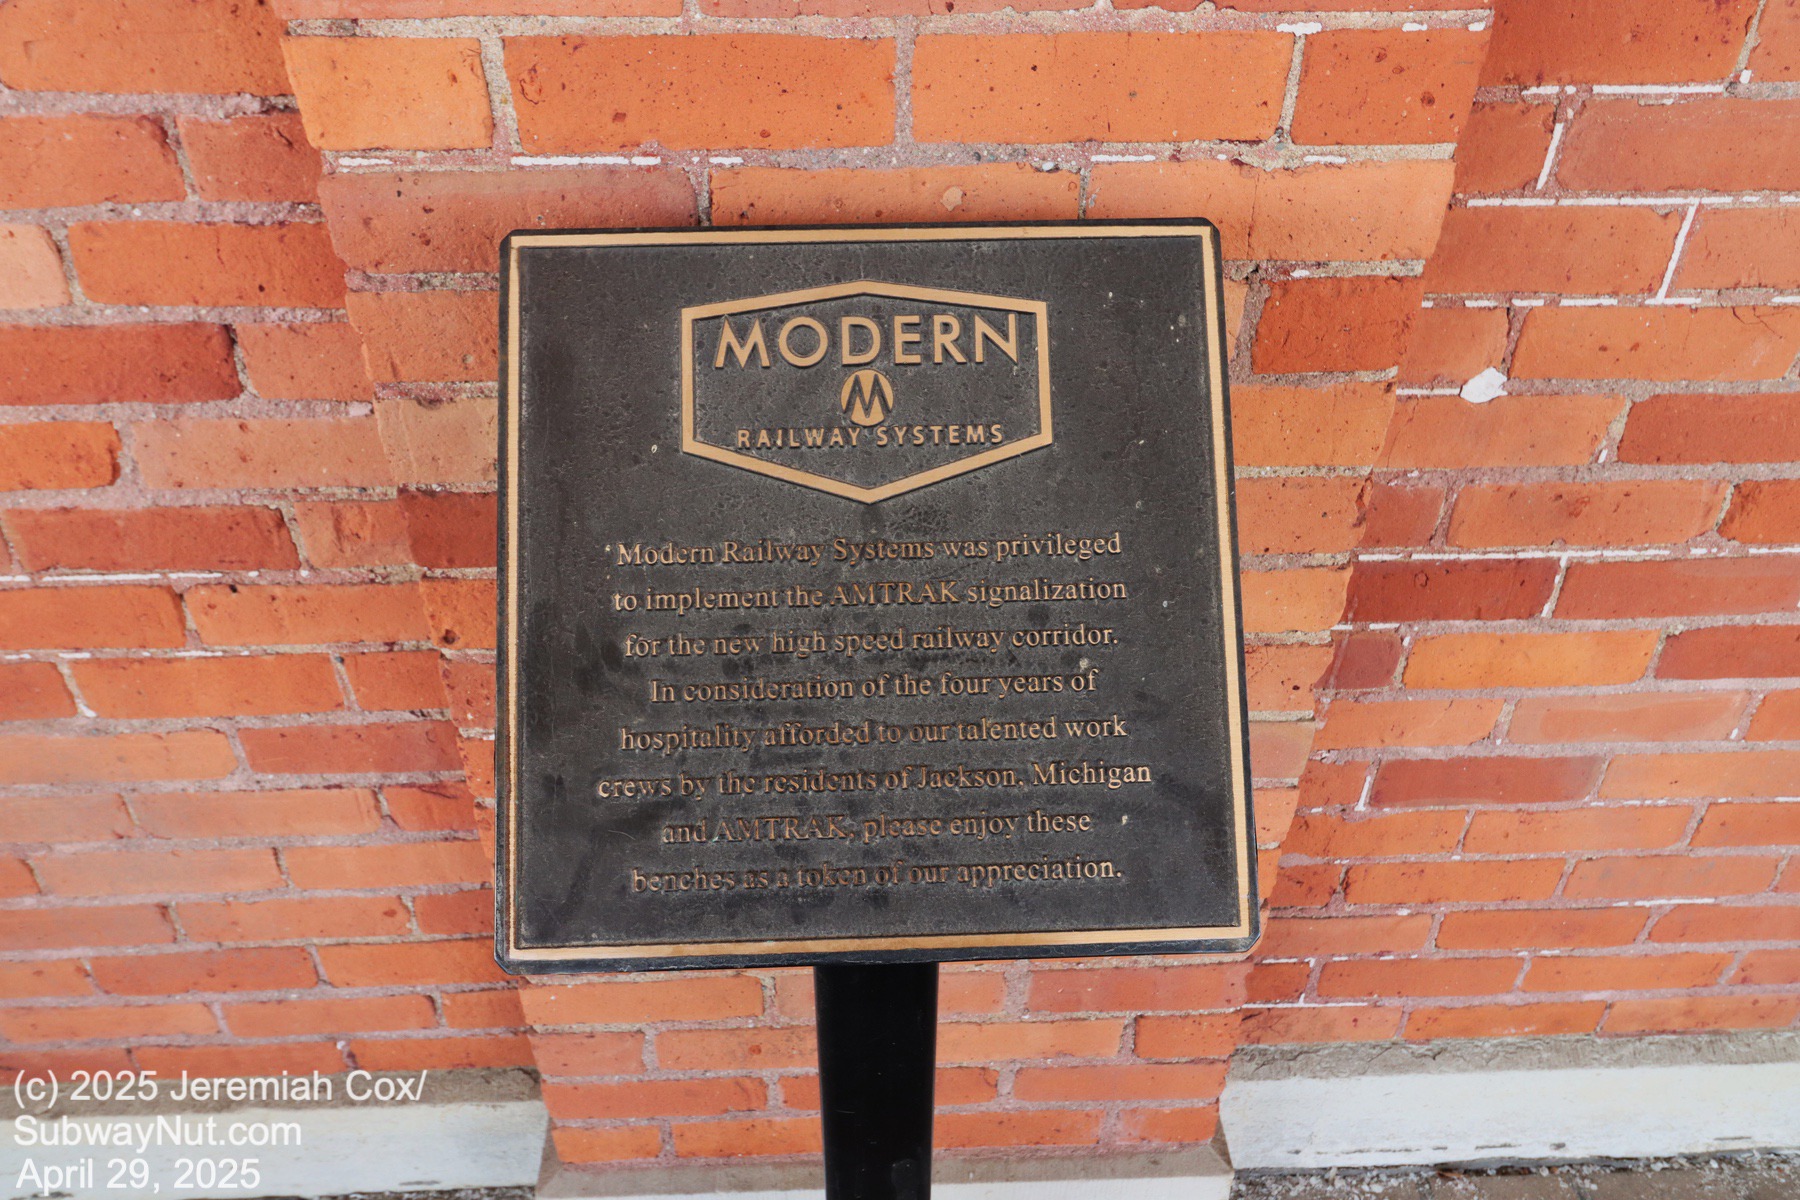 MODERN
M
RAILWAY SYSTEMS
Modern Railway Systems was privileged
to implement the AMTRAK signalization
for the new high speed railway corridor.
In consideration of the four years of
hospitality afforded to our talented work
crews by the residents of Jackson, Michigan
and AMTRAK, please enjoy these
benches as a token of our appreciation.
(c) 2025 Jeremiah Cox/
SubwayNut.com
April 29, 2025